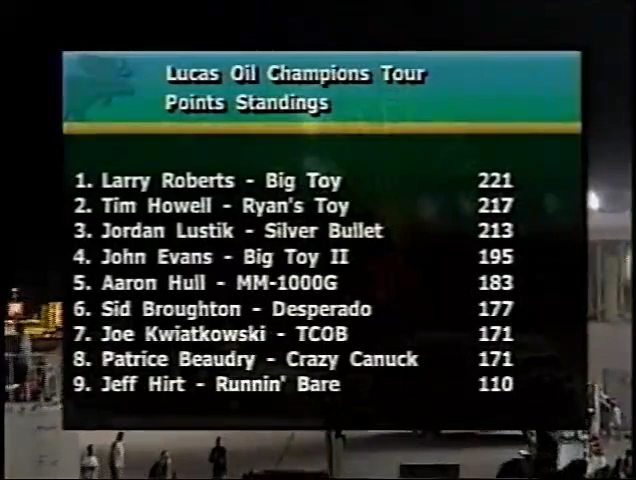 Lucas Oil Champions Tour
Points Standings
1. Larry Roberts - Big Toy 221
2. Tim Howell - Ryan's Toy 217
3. Jordan Lustik - Silver Bullet 213
4. John Evans - Big Toy II 195
5. Aaron Hull - MM-1000G 183
6. Sid Broughton - Desperado 177
7. Joe Kwiatkowski - TCOB 171
8. Patrice Beaudry - Crazy Canuck 171
9. Jeff Hirt - Runnin' Bare 110